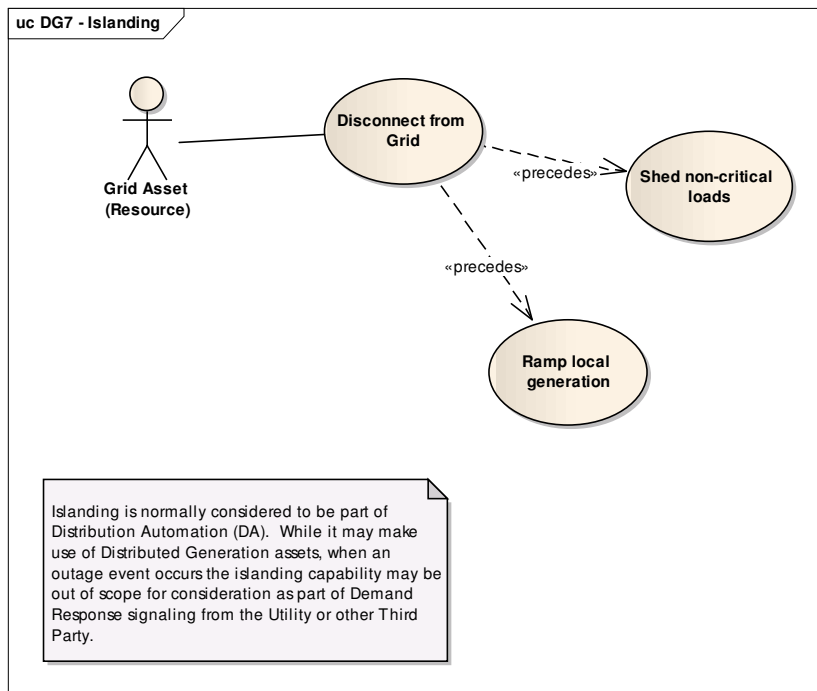 uc DG7 - Islanding
Grid Asset
(Resource)
Disconnect from
Grid
«precedes»
Shed non-critical
loads
«precedes»
Ramp local
generation
Islanding is normally considered to be part of
Distribution Automation (DA). While it may make
use of Distributed Generation assets, when an
outage event occurs the islanding capability may be
out of scope for consideration as part of Demand
Response signaling from the Utility or other Third
Party.